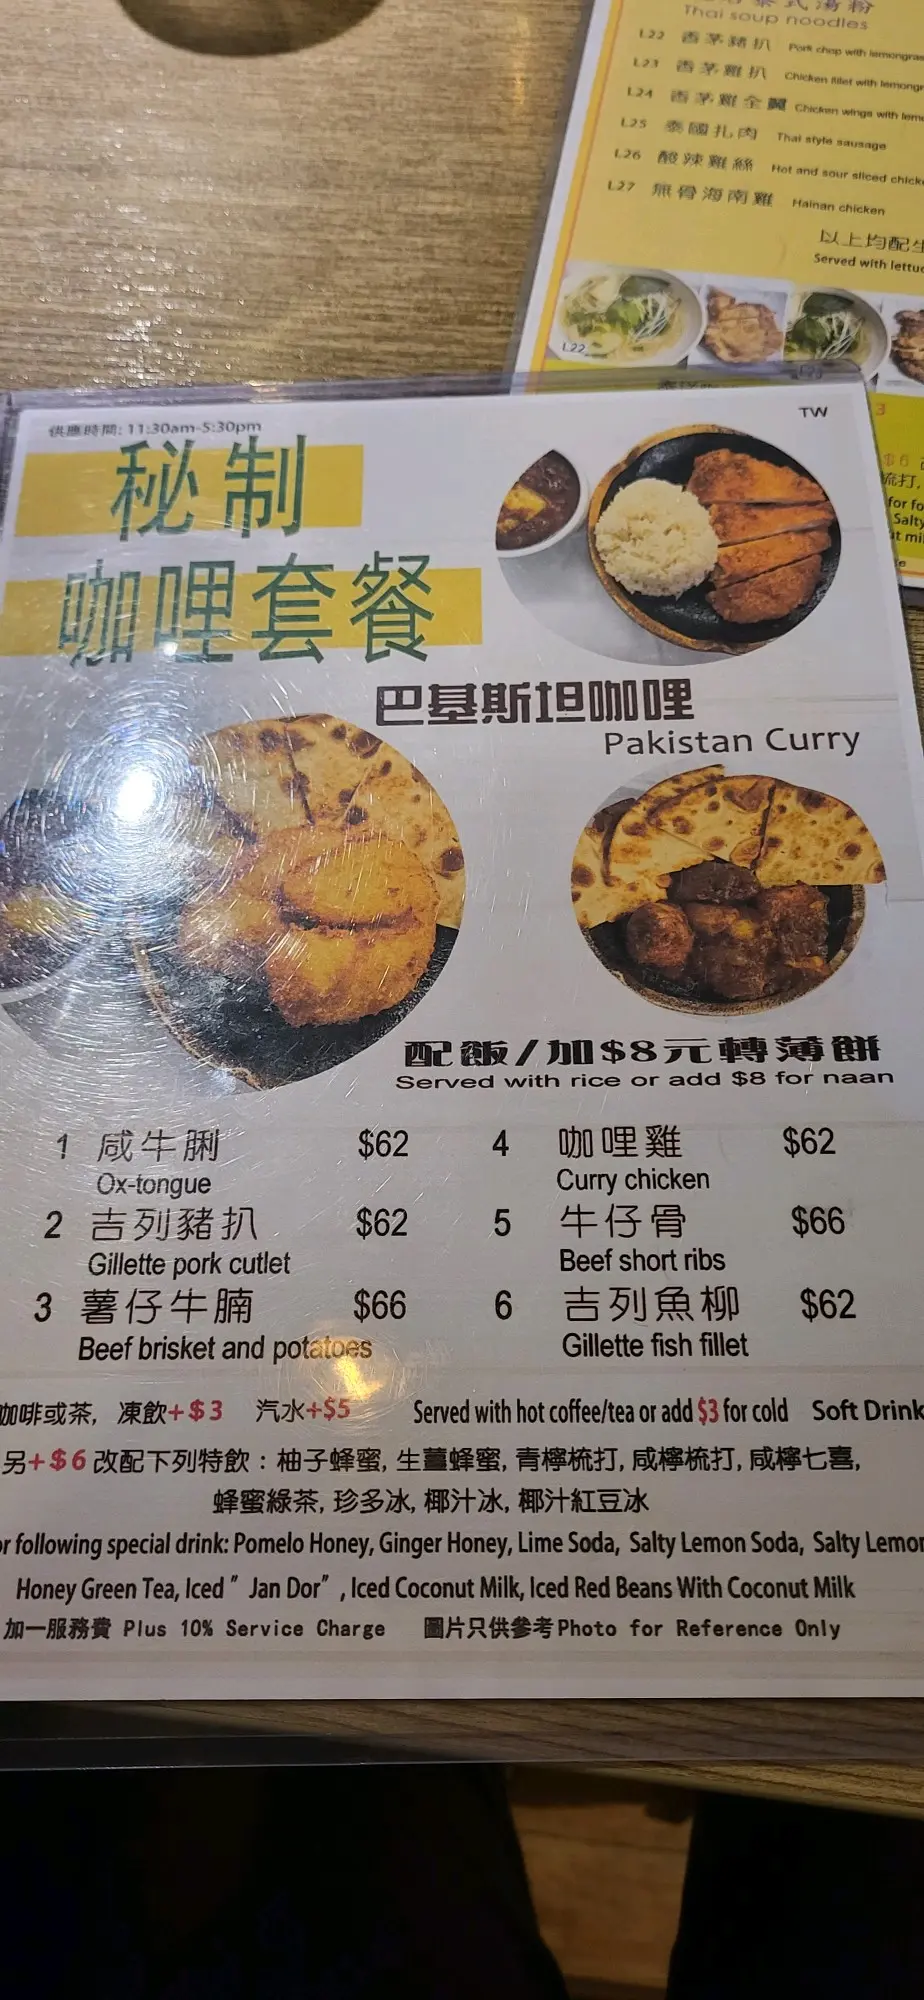 Thai soup noodles
L22 香茅豬扒 Pork chop with lemongras
L23 香茅雞扒 Chicken fillet with lemongr
L24 香茅雞全翼 Chicken wings with lem
L25 泰國扎肉 Thai style sausage
L26 酸辣雞絲 Hot and sour sliced chick
L27 無骨海南雞 Hainan chicken
以上均配生
Served with lettuc
L22
供應時間: 11:30am-5:30pm
TW
秘制
咖哩套餐
巴基斯坦咖哩
Pakistan Curry
配飯/加$8元轉薄餅
Served with rice or add $8 for naan
1 咸牛脷 $62 4 咖哩雞 $62
Ox-tongue Curry chicken
2 吉列豬扒 $62 5 牛仔骨 $66
Gillette pork cutlet Beef short ribs
3 薯仔牛腩 $66 6 吉列魚柳 $62
Beef brisket and potatoes Gillette fish fillet
咖啡或茶, 凍飲+$3 汽水+$5 Served with hot coffee/tea or add $3 for cold Soft Drink
另+$6改配下列特飲：柚子蜂蜜, 生薑蜂蜜, 青檸梳打, 咸檸梳打, 咸檸七喜,
蜂蜜綠茶, 珍多冰, 椰汁冰, 椰汁紅豆冰
or following special drink: Pomelo Honey, Ginger Honey, Lime Soda, Salty Lemon Soda, Salty Lemon
Honey Green Tea, Iced "Jan Dor", Iced Coconut Milk, Iced Red Beans With Coconut Milk
加一服務費 Plus 10% Service Charge 圖片只供參考Photo for Reference Only